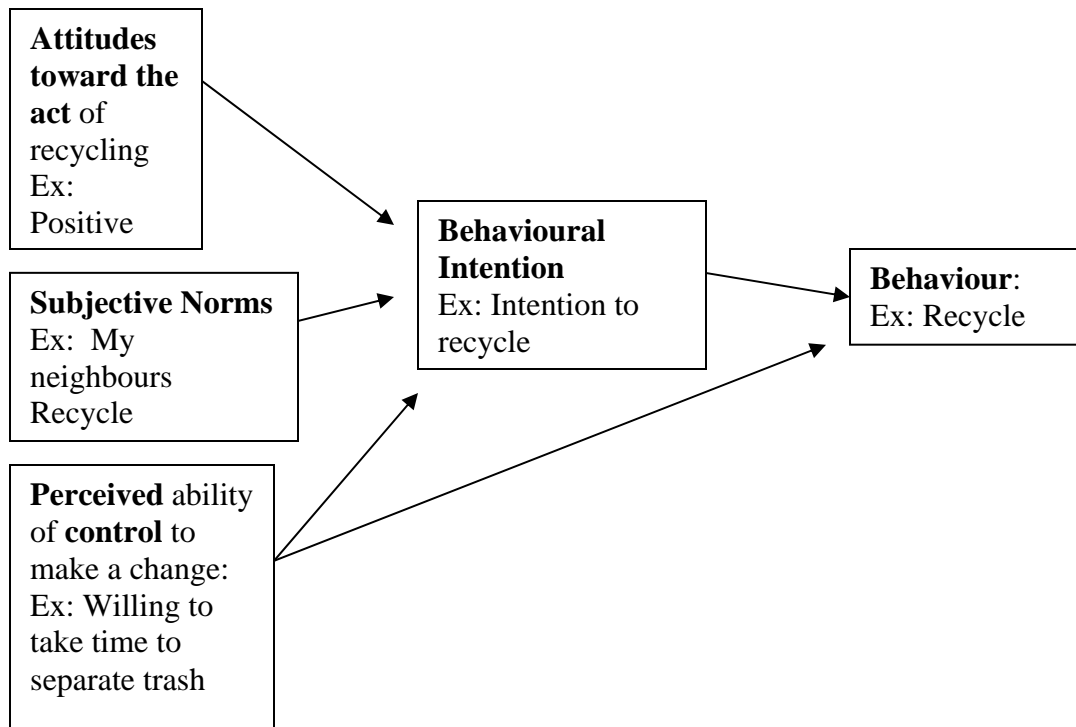 Attitudes
toward the
act of
recycling
Ex:
Positive
Subjective Norms
Ex:  My
neighbours
Recycle
Perceived ability
of control to
make a change:
Ex: Willing to
take time to
separate trash
Behavioural
Intention
Ex: Intention to
recycle
Behaviour:
Ex: Recycle